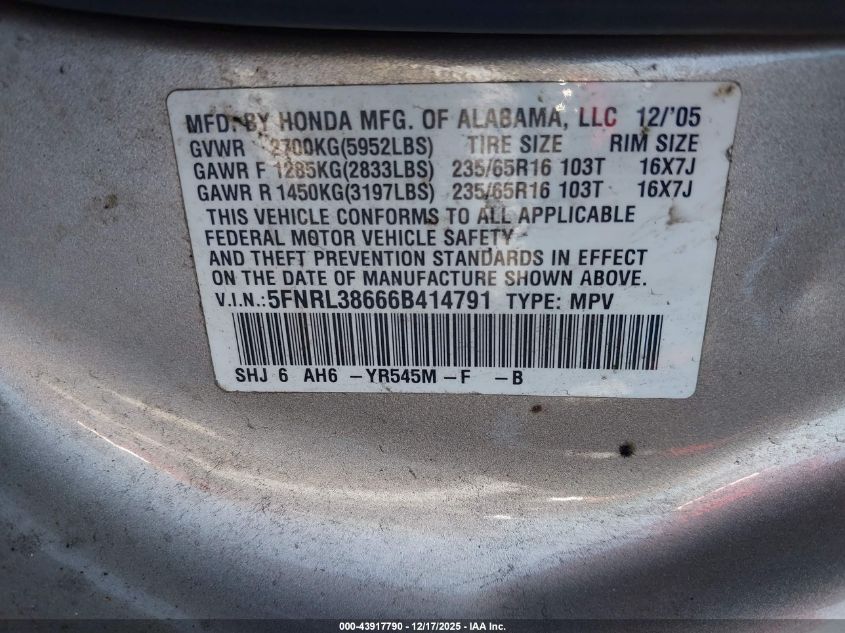 MFD. BY HONDA MFG. OF ALABAMA, LLC 12/'05
GVWR 2700KG(5952LBS) TIRE SIZE RIM SIZE
GAWR F 1285KG(2833LBS) 235/65R16 103T 16X7J
GAWR R 1450KG(3197LBS) 235/65R16 103T 16X7J
THIS VEHICLE CONFORMS TO ALL APPLICABLE
FEDERAL MOTOR VEHICLE SAFETY
AND THEFT PREVENTION STANDARDS IN EFFECT
ON THE DATE OF MANUFACTURE SHOWN ABOVE.
V.I.N.:5FNRL38666B414791 TYPE: MPV
SHJ 6 AH6 -YR545M -F -B
000-43917790 - 12/17/2025 - IAA Inc.